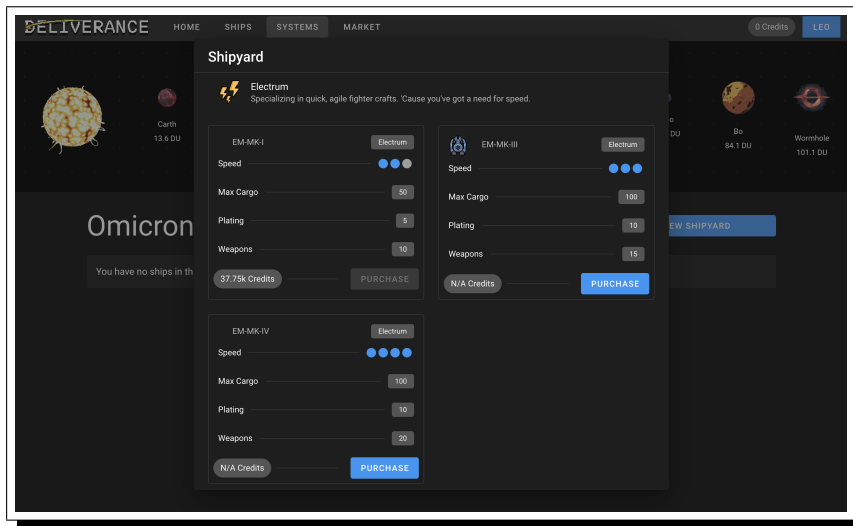 DELIVERANCE HOME SHIPS SYSTEMS MARKET 0 Credits LEO
Shipyard
Electrum
Specializing in quick, agile fighter crafts. 'Cause you've got a need for speed.
Carth
13.6 DU
o
DU
Bo
84.1 DU
Wormhole
101.1 DU
Omicron
EW SHIPYARD
You have no ships in th
EM-MK-I Electrum
Speed
Max Cargo 50
Plating 5
Weapons 10
37.75k Credits PURCHASE
EM-MK-III Electrum
Speed
Max Cargo 100
Plating 10
Weapons 15
N/A Credits PURCHASE
EM-MK-IV Electrum
Speed
Max Cargo 100
Plating 10
Weapons 20
N/A Credits PURCHASE